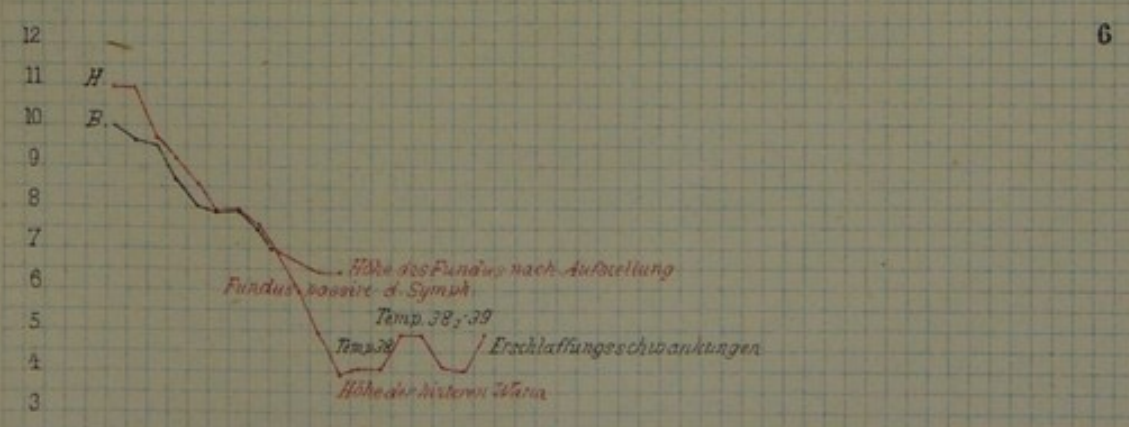 6
12
11
10
9
8
7
6
5
4
3
H.
B.
Höhe des Fundus nach Aufstellung
Fundus passirt d. Symph.
Temp. 38,2-39
Temp 38
Erschlaffungsschwankungen
Höhe der hinteren Wand